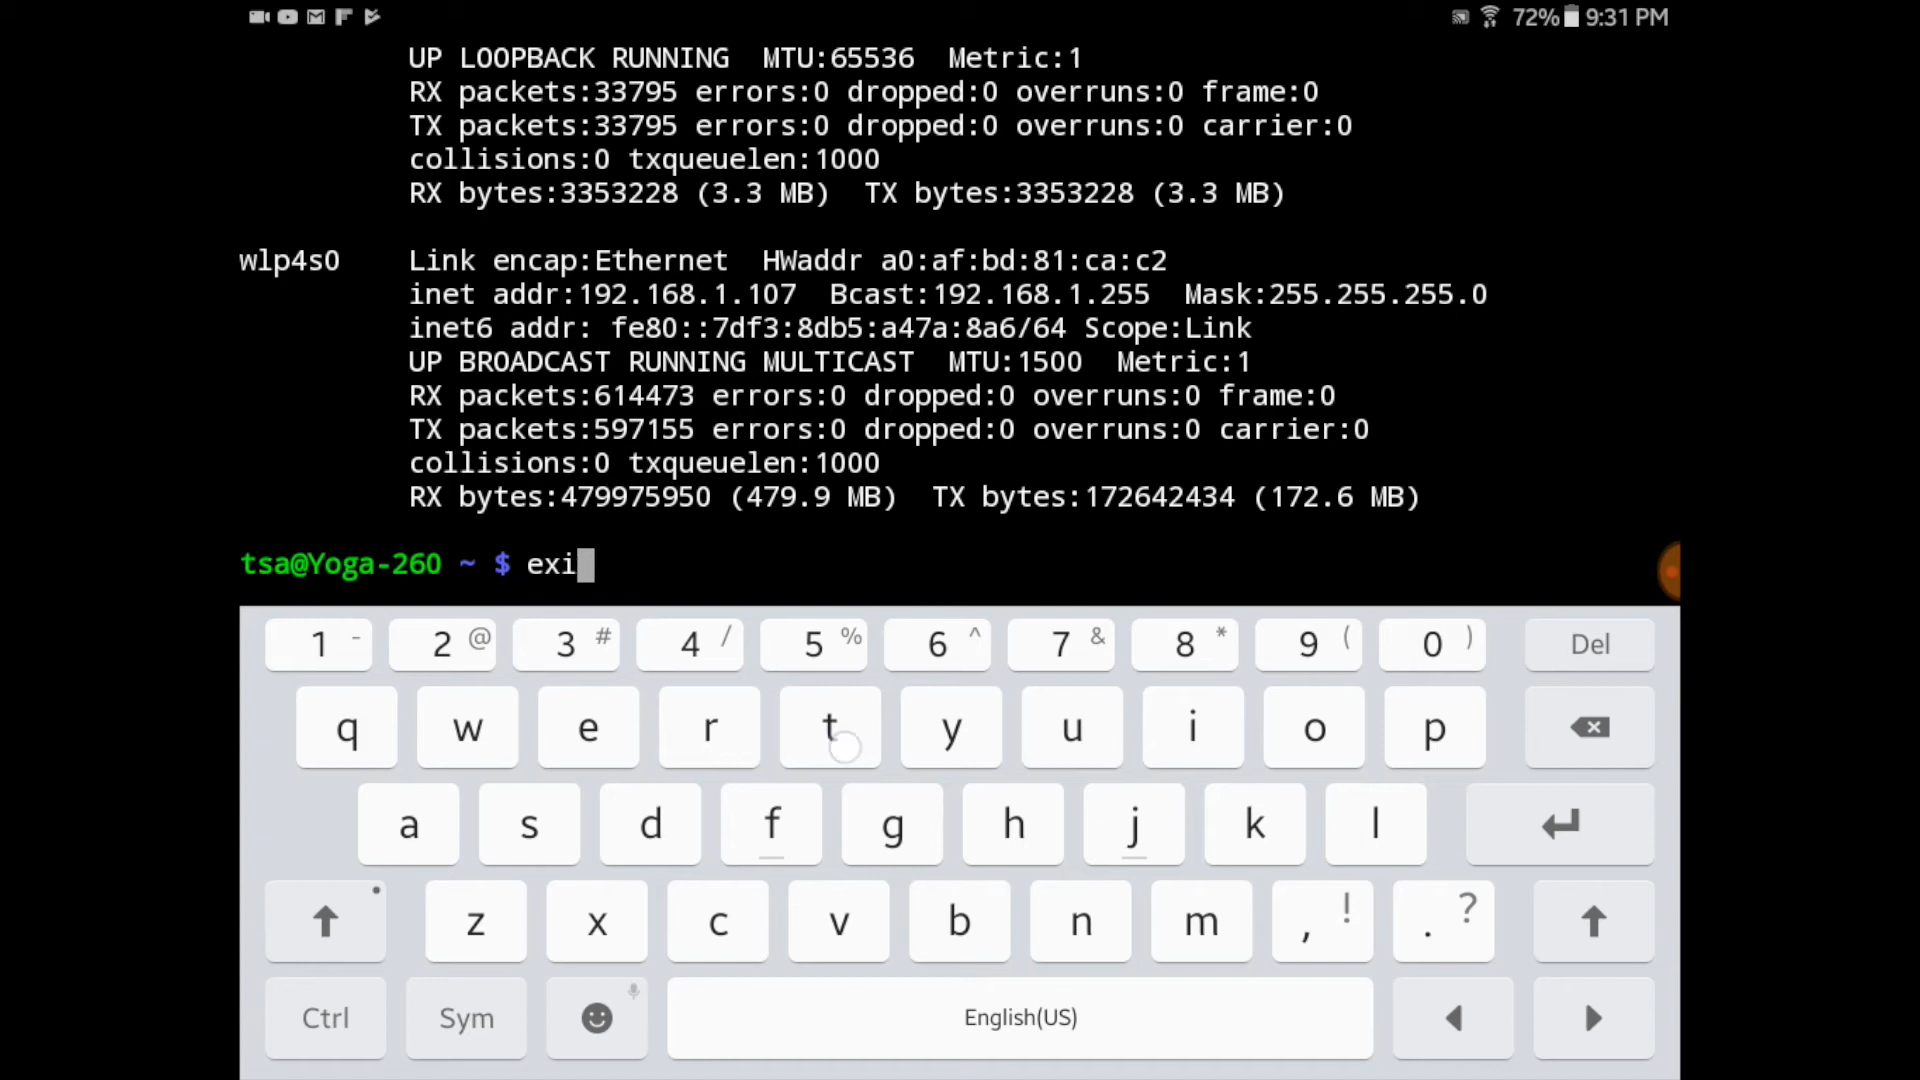 72% 9:31 PM
UP LOOPBACK RUNNING  MTU:65536  Metric:1
RX packets:33795 errors:0 dropped:0 overruns:0 frame:0
TX packets:33795 errors:0 dropped:0 overruns:0 carrier:0
collisions:0 txqueuelen:1000
RX bytes:3353228 (3.3 MB)  TX bytes:3353228 (3.3 MB)
wlp4s0    Link encap:Ethernet  HWaddr a0:af:bd:81:ca:c2
inet addr:192.168.1.107  Bcast:192.168.1.255  Mask:255.255.255.0
inet6 addr: fe80::7df3:8db5:a47a:8a6/64 Scope:Link
UP BROADCAST RUNNING MULTICAST  MTU:1500  Metric:1
RX packets:614473 errors:0 dropped:0 overruns:0 frame:0
TX packets:597155 errors:0 dropped:0 overruns:0 carrier:0
collisions:0 txqueuelen:1000
RX bytes:479975950 (479.9 MB)  TX bytes:172642434 (172.6 MB)
tsa@Yoga-260 ~ $ exi
1 - 2 @ 3 # 4 / 5 % 6 ^ 7 & 8 * 9 ( 0 ) Del
q w e r t y u i o p
a s d f g h j k l
z x c v b n m , ! . ?
Ctrl Sym English(US)